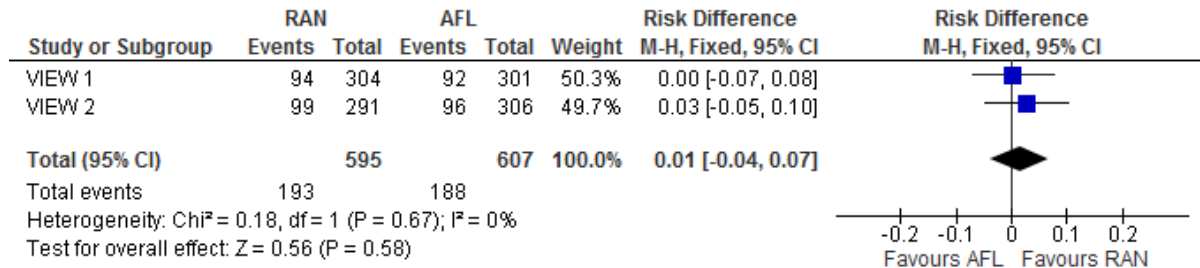 RAN AFL Risk Difference Risk Difference
Study or Subgroup Events Total Events Total Weight M-H, Fixed, 95% CI M-H, Fixed, 95% CI
VIEW 1 94 304 92 301 50.3% 0.00 [-0.07, 0.08]
VIEW 2 99 291 96 306 49.7% 0.03 [-0.05, 0.10]
Total (95% CI) 595 607 100.0% 0.01 [-0.04, 0.07]
Total events 193 188
Heterogeneity: Chi² = 0.18, df = 1 (P = 0.67); I² = 0%
Test for overall effect: Z = 0.56 (P = 0.58)
-0.2 -0.1 0 0.1 0.2
Favours AFL Favours RAN